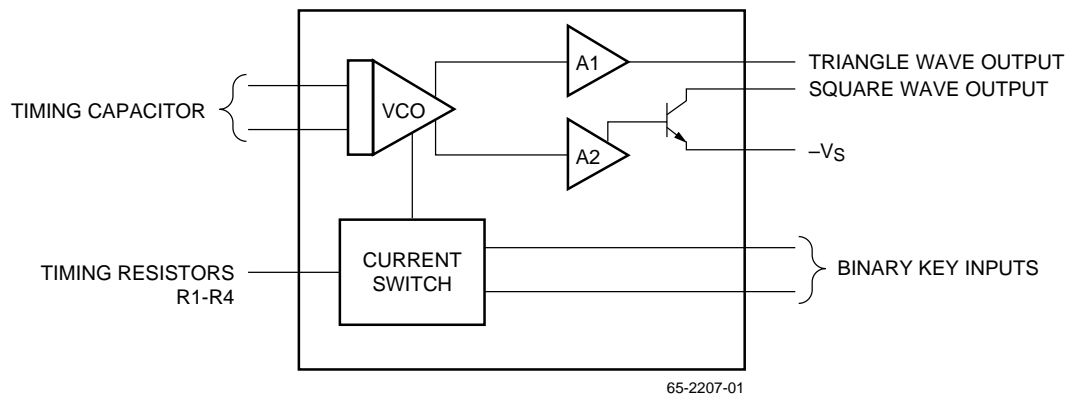 TIMING CAPACITOR
VCO
A1
A2
TRIANGLE WAVE OUTPUT
SQUARE WAVE OUTPUT
–VS
TIMING RESISTORS
R1-R4
CURRENT
SWITCH
BINARY KEY INPUTS
65-2207-01